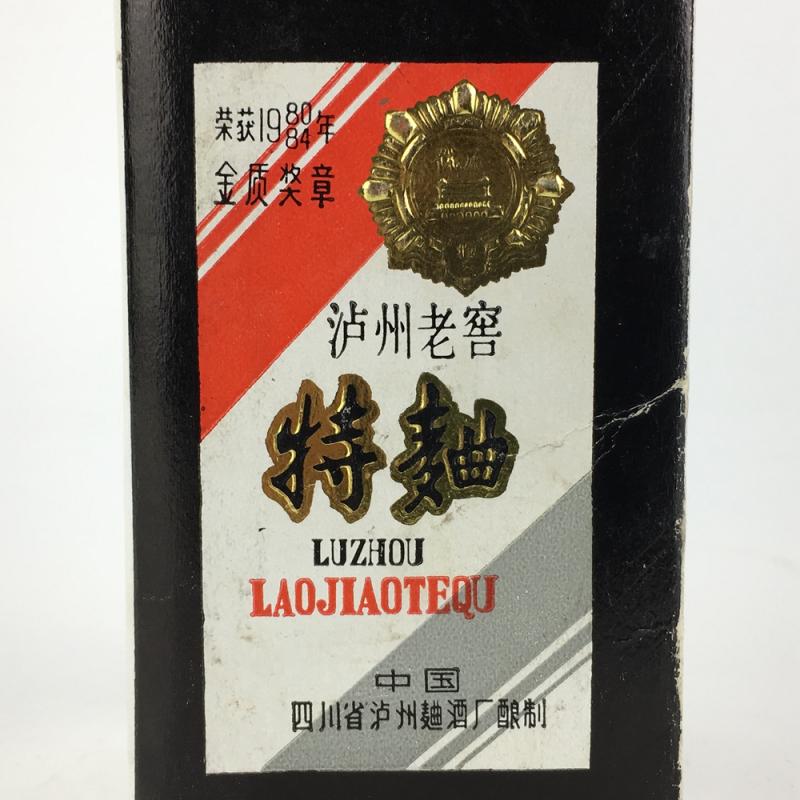 荣获1980 84年
金质奖章
泸州老窖
特麯
LUZHOU
LAOJIAOTEQU
中国
四川省泸州麯酒厂酿制